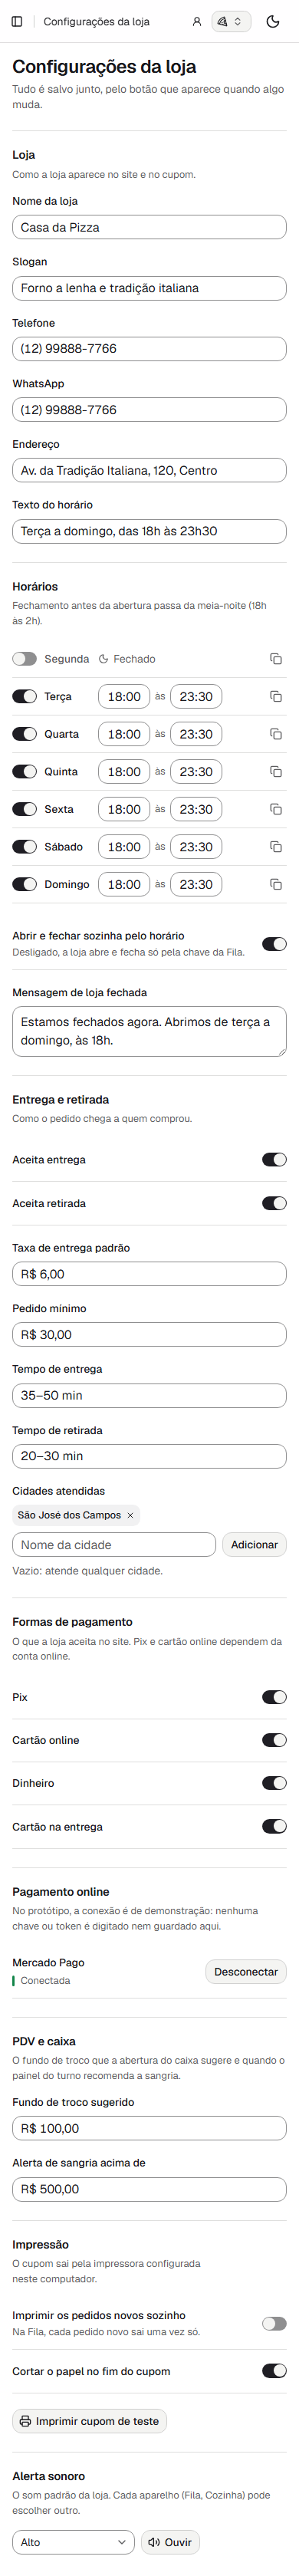 Configurações da loja
Configurações da loja
Tudo é salvo junto, pelo botão que aparece quando algo
muda.
Loja
Como a loja aparece no site e no cupom.
Nome da loja
Casa da Pizza
Slogan
Forno a lenha e tradição italiana
Telefone
(12) 99888-7766
WhatsApp
(12) 99888-7766
Endereço
Av. da Tradição Italiana, 120, Centro
Texto do horário
Terça a domingo, das 18h às 23h30
Horários
Fechamento antes da abertura passa da meia-noite (18h
às 2h).
Segunda Fechado
Terça 18:00 às 23:30
Quarta 18:00 às 23:30
Quinta 18:00 às 23:30
Sexta 18:00 às 23:30
Sábado 18:00 às 23:30
Domingo 18:00 às 23:30
Abrir e fechar sozinha pelo horário
Desligado, a loja abre e fecha só pela chave da Fila.
Mensagem de loja fechada
Estamos fechados agora. Abrimos de terça a
domingo, às 18h.
Entrega e retirada
Como o pedido chega a quem comprou.
Aceita entrega
Aceita retirada
Taxa de entrega padrão
R$ 6,00
Pedido mínimo
R$ 30,00
Tempo de entrega
35–50 min
Tempo de retirada
20–30 min
Cidades atendidas
São José dos Campos ×
Nome da cidade Adicionar
Vazio: atende qualquer cidade.
Formas de pagamento
O que a loja aceita no site. Pix e cartão online dependem da
conta online.
Pix
Cartão online
Dinheiro
Cartão na entrega
Pagamento online
No protótipo, a conexão é de demonstração: nenhuma
chave ou token é digitado nem guardado aqui.
Mercado Pago
Conectada
Desconectar
PDV e caixa
O fundo de troco que a abertura do caixa sugere e quando o
painel do turno recomenda a sangria.
Fundo de troco sugerido
R$ 100,00
Alerta de sangria acima de
R$ 500,00
Impressão
O cupom sai pela impressora configurada
neste computador.
Imprimir os pedidos novos sozinho
Na Fila, cada pedido novo sai uma vez só.
Cortar o papel no fim do cupom
Imprimir cupom de teste
Alerta sonoro
O som padrão da loja. Cada aparelho (Fila, Cozinha) pode
escolher outro.
Alto Ouvir